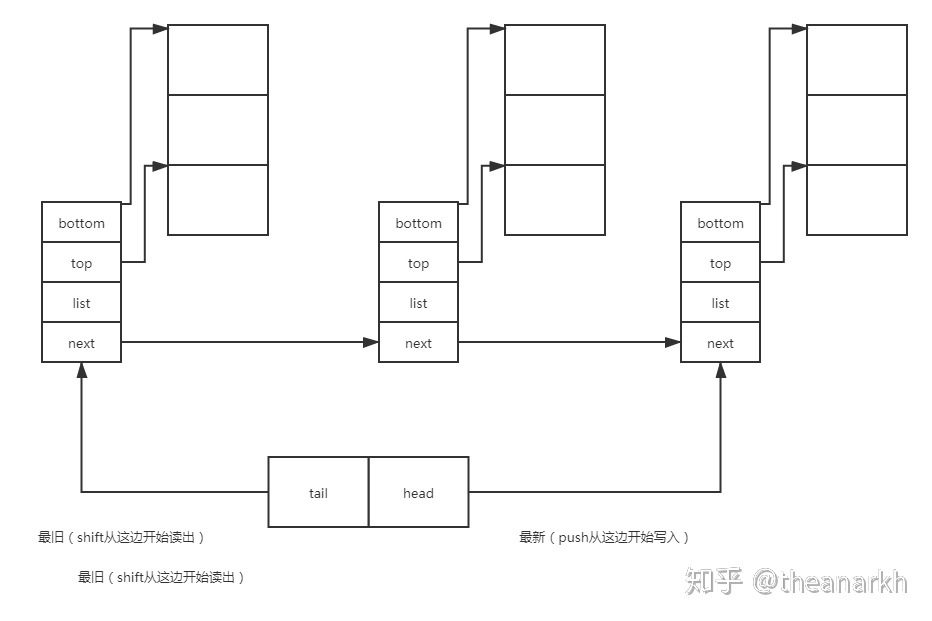 bottom
top
list
next
bottom
top
list
next
bottom
top
list
next
tail
head
最旧（shift从这边开始读出）
最新（push从这边开始写入）
最旧（shift从这边开始读出）
知乎 @theanarkh